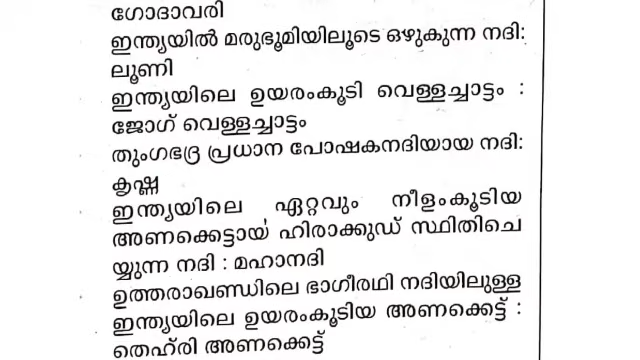 ഗോദാവരി
ഇന്ത്യയിൽ മരുഭൂമിയിലൂടെ ഒഴുകുന്ന നദി:
ലൂണി
ഇന്ത്യയിലെ ഉയരംകൂടി വെള്ളച്ചാട്ടം :
ജോഗ് വെള്ളച്ചാട്ടം
തുംഗഭദ്ര പ്രധാന പോഷകനദിയായ നദി:
കൃഷ്ണ
ഇന്ത്യയിലെ ഏറ്റവും നീളംകൂടിയ
അണക്കെട്ടായ ഹിരാക്കുഡ് സ്ഥിതിചെ
യ്യുന്ന നദി : മഹാനദി
ഉത്തരാഖണ്ഡിലെ ഭാഗീരഥി നദിയിലുള്ള
ഇന്ത്യയിലെ ഉയരംകൂടിയ അണക്കെട്ട് :
തെഹ്‌രി അണക്കെട്ട്